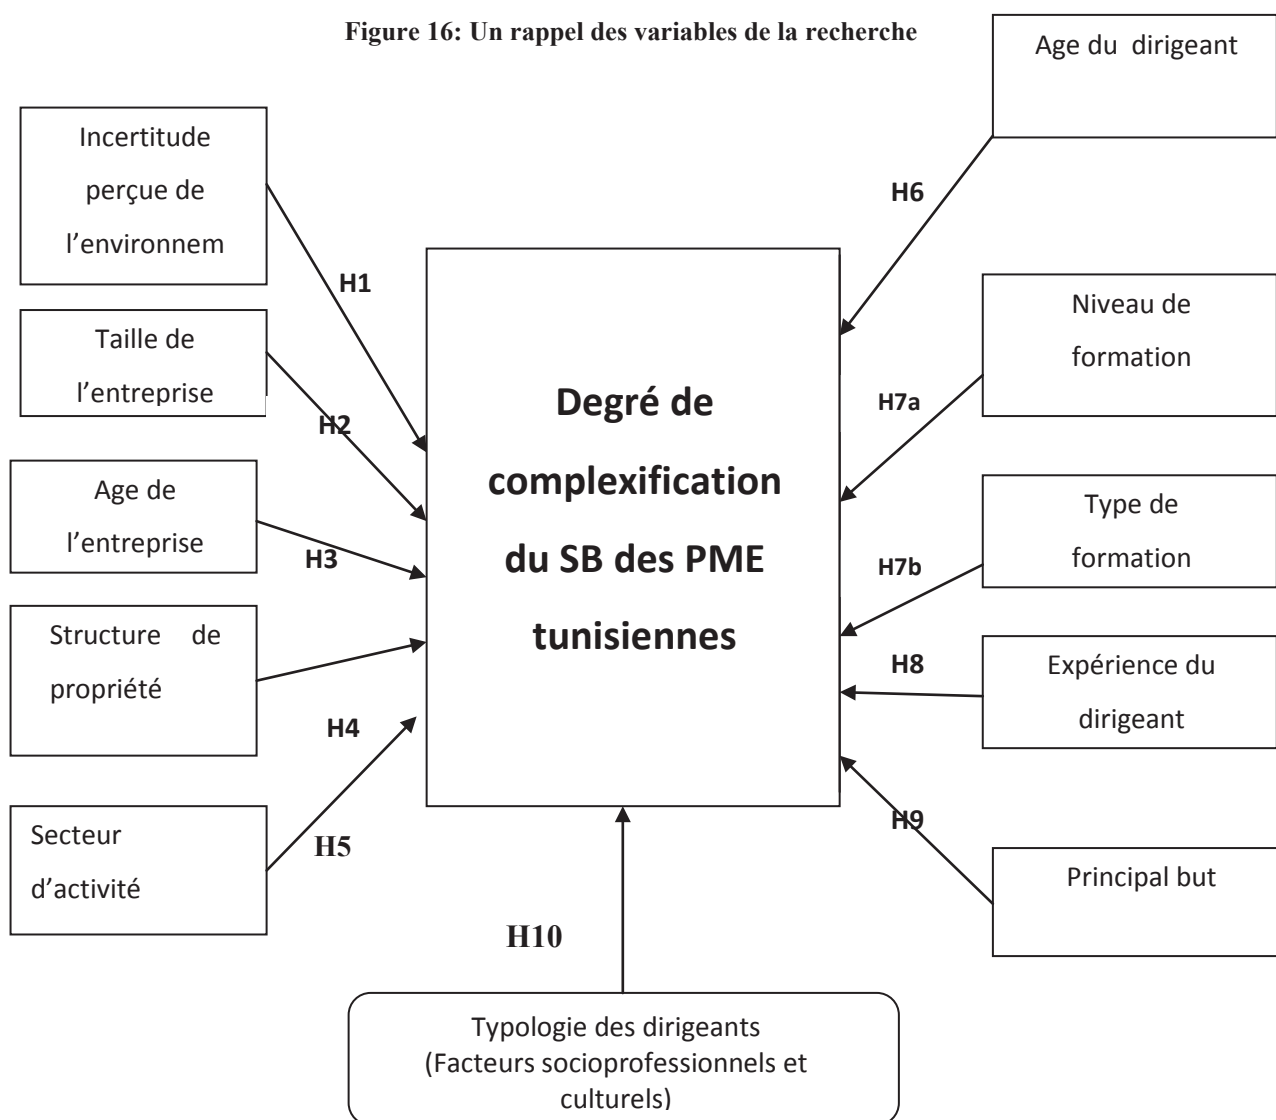 Figure 16: Un rappel des variables de la recherche
Incertitude
perçue de
l’environnem
H1
Taille de
l’entreprise
H2
Age de
l’entreprise
H3
Structure de
propriété
H4
Secteur
d’activité
H5
Degré de
complexification
du SB des PME
tunisiennes
Age du dirigeant
H6
Niveau de
formation
H7a
Type de
formation
H7b
Expérience du
dirigeant
H8
Principal but
H9
H10
Typologie des dirigeants
(Facteurs socioprofessionnels et
culturels)